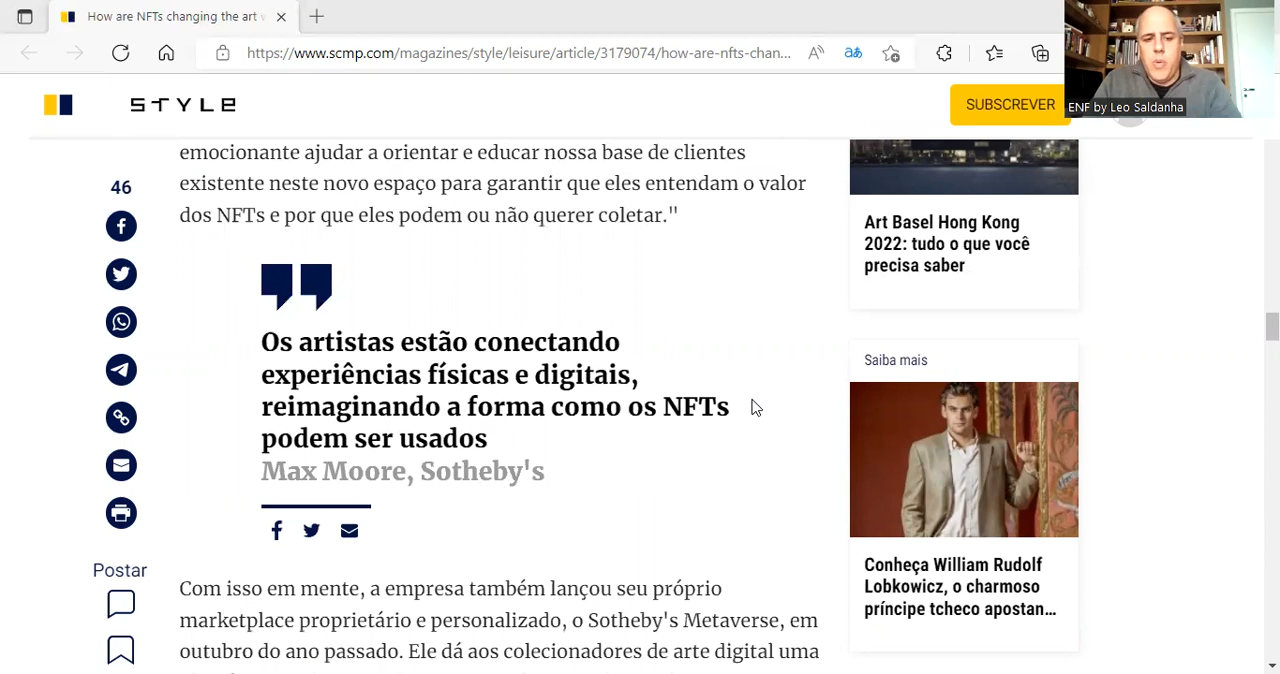 How are NFTs changing the art
https://www.scmp.com/magazines/style/leisure/article/3179074/how-are-nfts-chan...
ENF by Leo Saldanha
STYLE
SUBSCREVER
46
emocionante ajudar a orientar e educar nossa base de clientes
existente neste novo espaço para garantir que eles entendam o valor
dos NFTs e por que eles podem ou não querer coletar."
Os artistas estão conectando
experiências físicas e digitais,
reimaginando a forma como os NFTs
podem ser usados
Max Moore, Sotheby's
Postar
Com isso em mente, a empresa também lançou seu próprio
marketplace proprietário e personalizado, o Sotheby's Metaverse, em
outubro do ano passado. Ele dá aos colecionadores de arte digital uma
Art Basel Hong Kong
2022: tudo o que você
precisa saber
Saiba mais
Conheça William Rudolf
Lobkowicz, o charmoso
príncipe tcheco apostan...